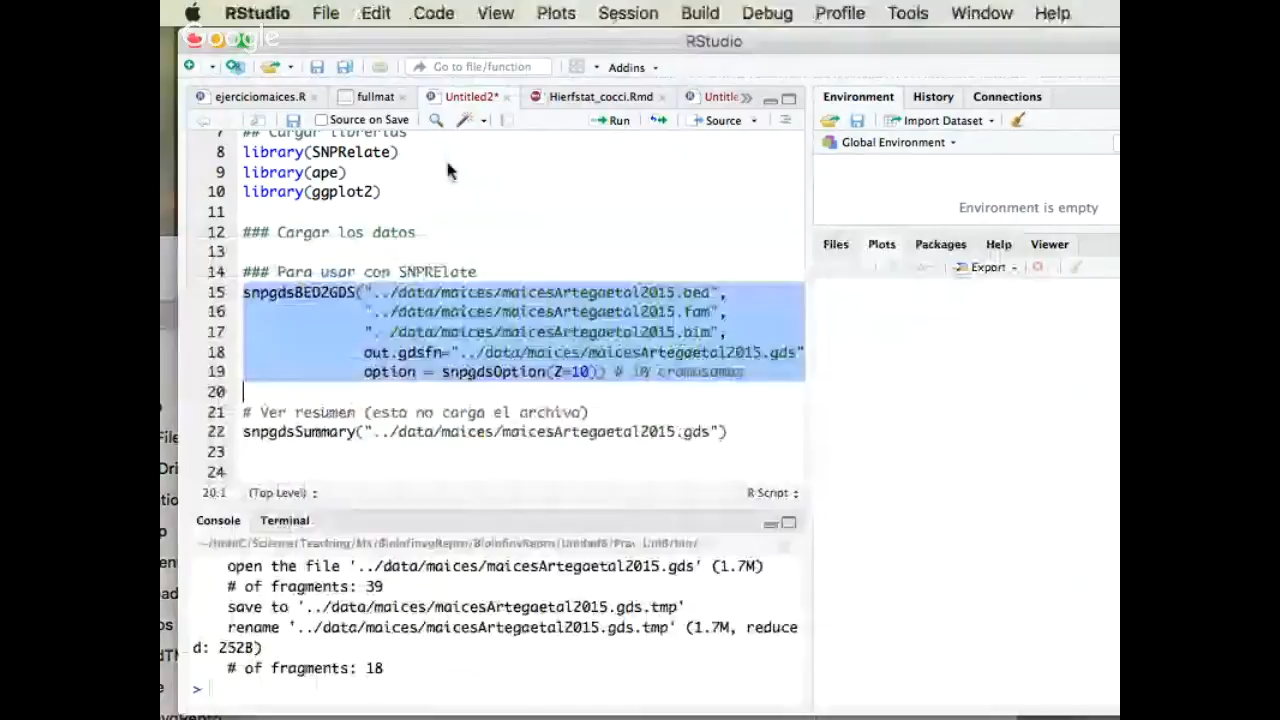 RStudio File Edit Code View Plots Session Build Debug Profile Tools Window Help
Google
RStudio
Go to file/function Addins
ejerciciomaices.R fullmat Untitled2* Hierfstat_cocci.Rmd Untitle
Source on Save Run Source
7 ## Cargar librerias
8 library(SNPRelate)
9 library(ape)
10 library(ggplot2)
11
12 ### Cargar los datos
13
14 ### Para usar con SNPRElate
15 snpgdsBED2GDS("../data/maices/maicesArtegaetal2015.bed",
16 "../data/maices/maicesArtegaetal2015.fam",
17 "../data/maices/maicesArtegaetal2015.bim",
18 out.gdsfn="../data/maices/maicesArtegaetal2015.gds"
19 option = snpgdsOption(Z=10)) # 10 cromosomas
20
21 # Ver resumen (esto no carga el archivo)
22 snpgdsSummary("../data/maices/maicesArtegaetal2015.gds")
23
24
20:1 (Top Level) R Script
Console Terminal
open the file '../data/maices/maicesArtegaetal2015.gds' (1.7M)
# of fragments: 39
save to '../data/maices/maicesArtegaetal2015.gds.tmp'
rename '../data/maices/maicesArtegaetal2015.gds.tmp' (1.7M, reduce
d: 252B)
# of fragments: 18
>
Environment History Connections
Import Dataset
Global Environment
Environment is empty
Files Plots Packages Help Viewer
Export